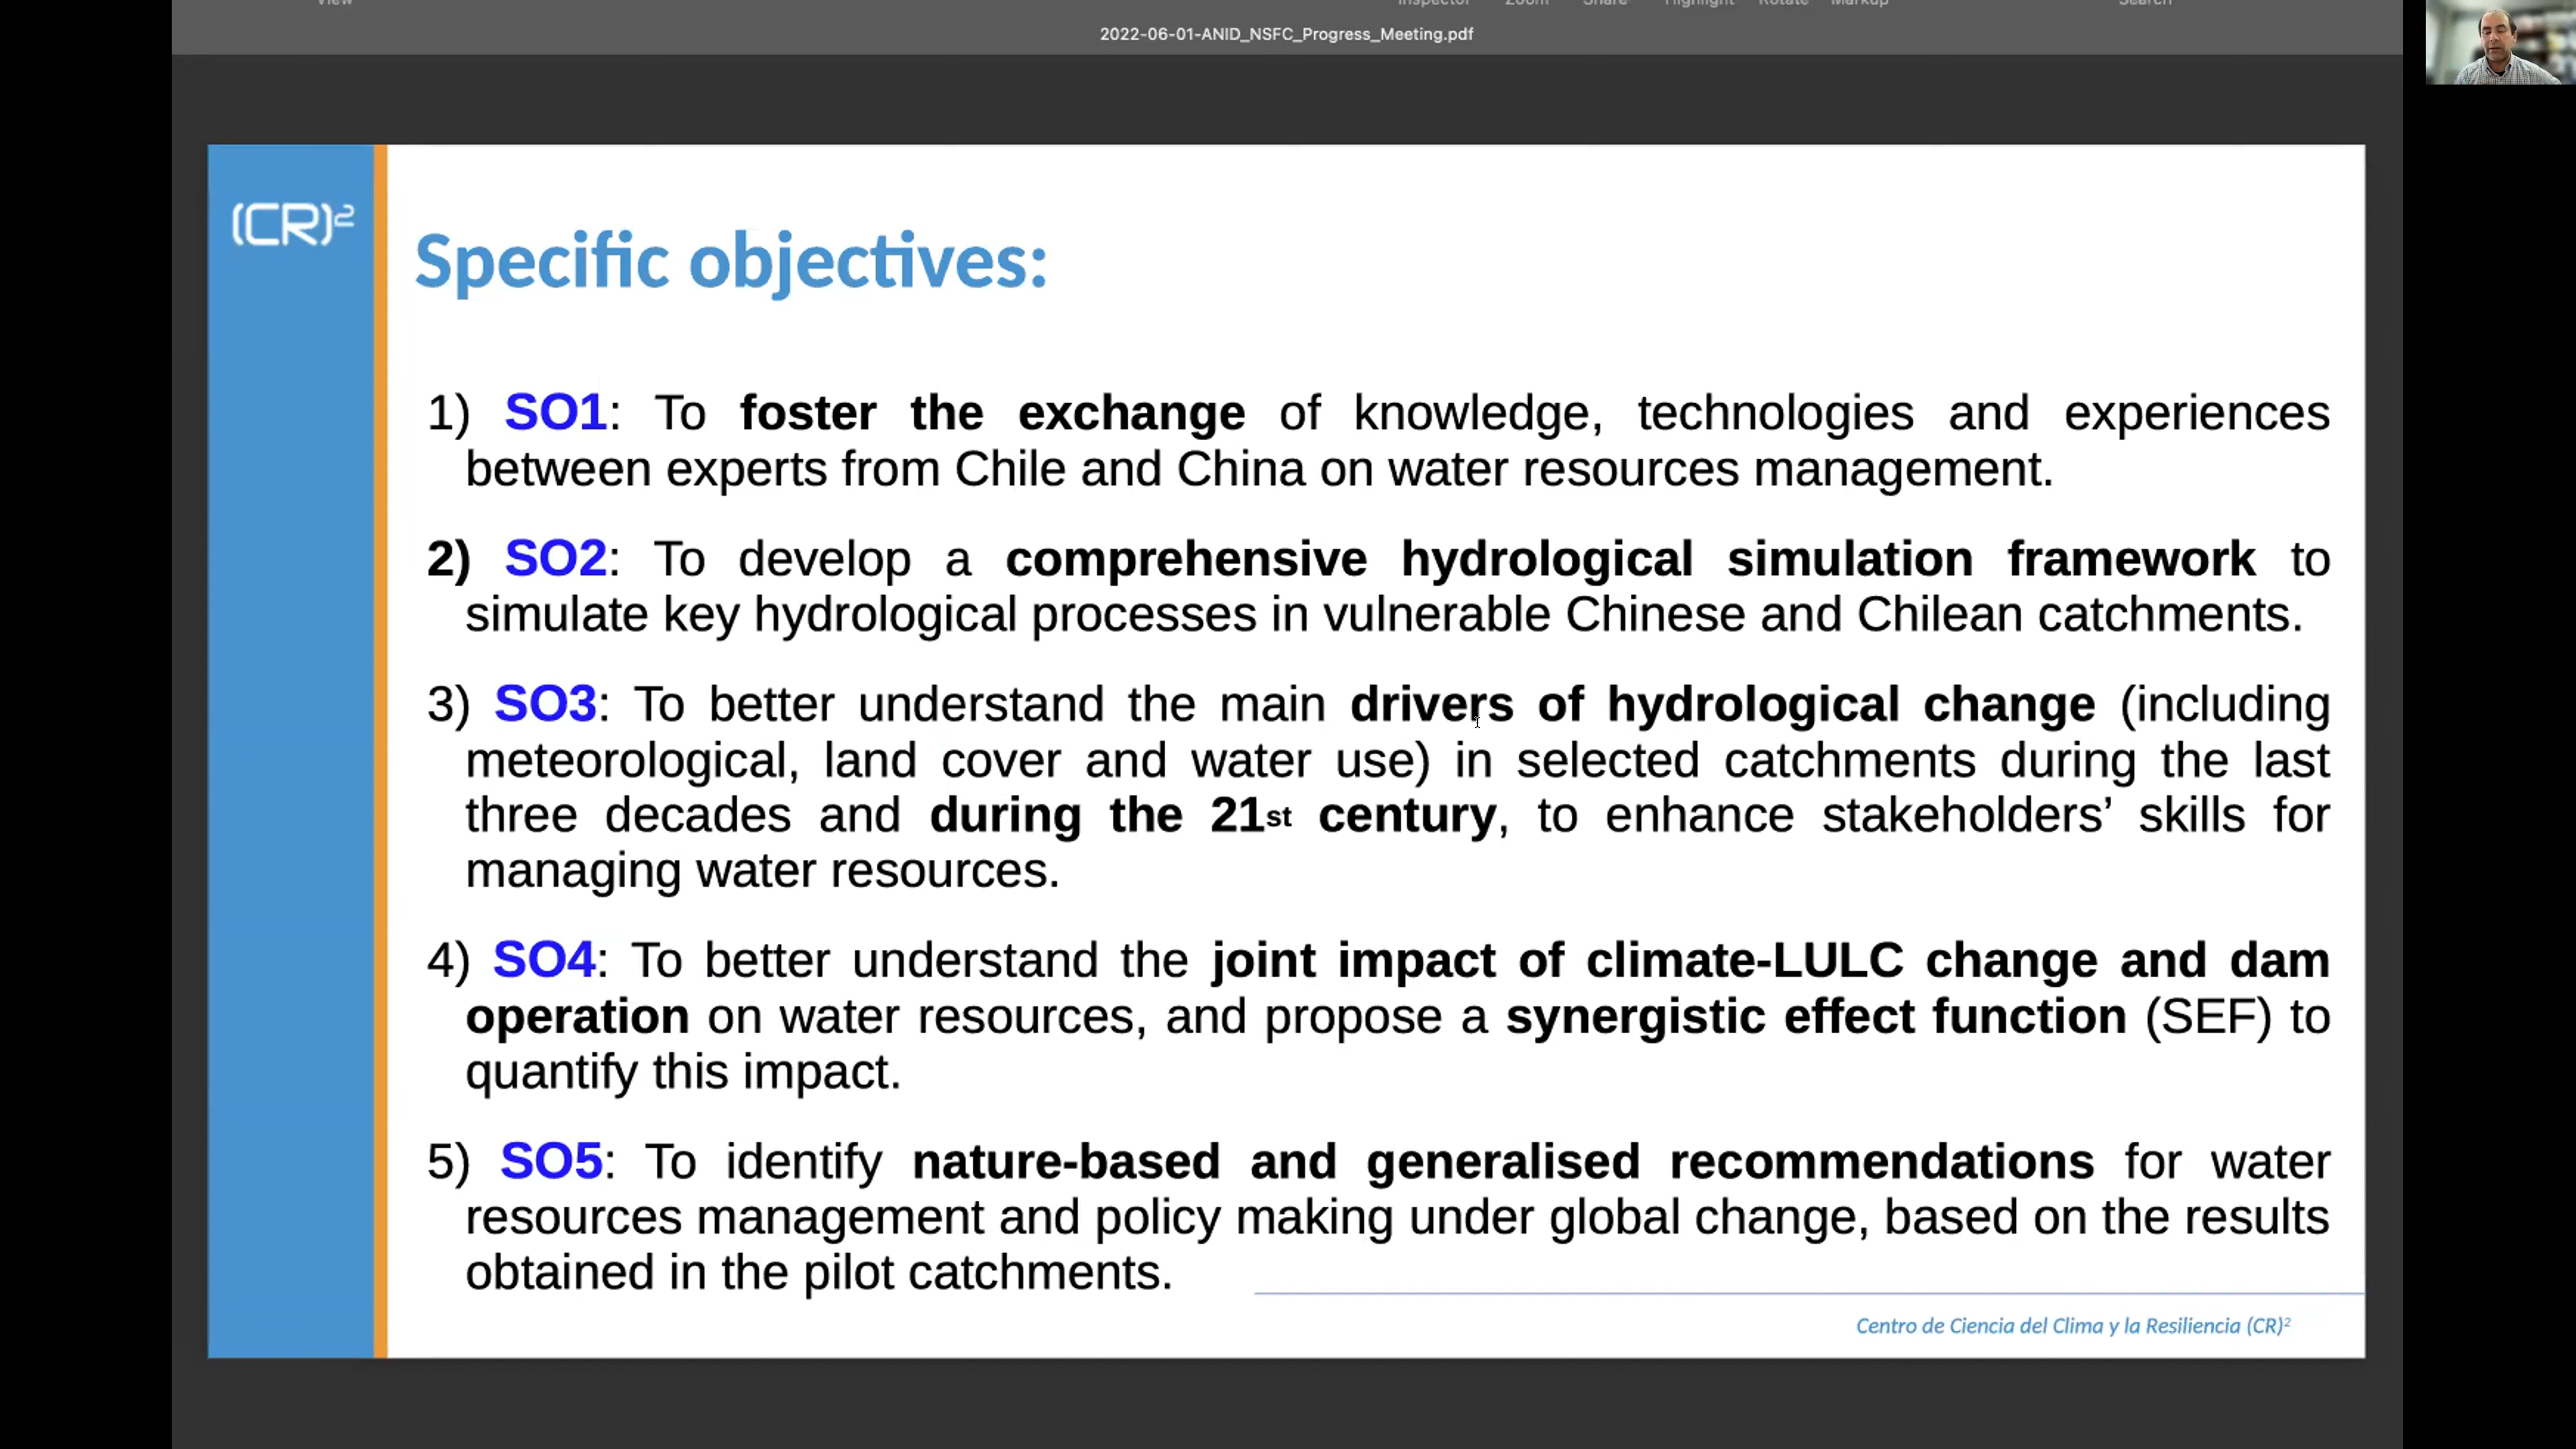 View Inspector Zoom Share Highlight Rotate Markup Search
2022-06-01-ANID_NSFC_Progress_Meeting.pdf
(CR)²
Specific objectives:
1) SO1: To foster the exchange of knowledge, technologies and experiences
between experts from Chile and China on water resources management.
2) SO2: To develop a comprehensive hydrological simulation framework to
simulate key hydrological processes in vulnerable Chinese and Chilean catchments.
3) SO3: To better understand the main drivers of hydrological change (including
meteorological, land cover and water use) in selected catchments during the last
three decades and during the 21st century, to enhance stakeholders’ skills for
managing water resources.
4) SO4: To better understand the joint impact of climate-LULC change and dam
operation on water resources, and propose a synergistic effect function (SEF) to
quantify this impact.
5) SO5: To identify nature-based and generalised recommendations for water
resources management and policy making under global change, based on the results
obtained in the pilot catchments.
Centro de Ciencia del Clima y la Resiliencia (CR)²